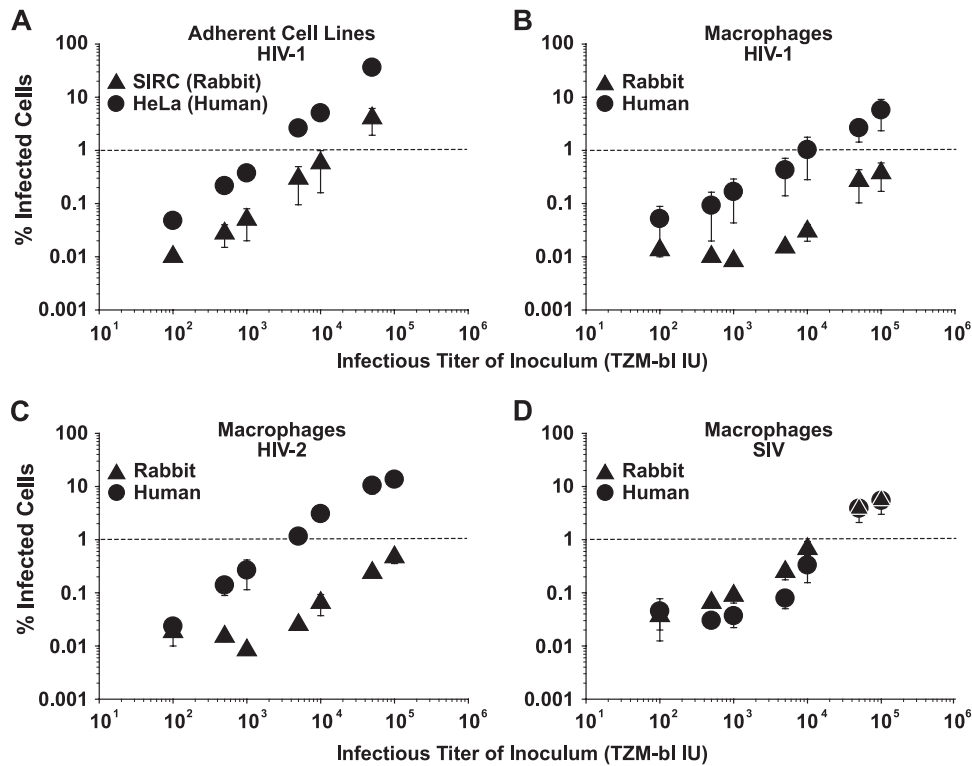 A
Adherent Cell Lines
HIV-1
SIRC (Rabbit)
HeLa (Human)
% Infected Cells
100
10
1
0.1
0.01
0.001
10¹ 10² 10³ 10⁴ 10⁵ 10⁶
B
Macrophages
HIV-1
Rabbit
Human
100
10
1
0.1
0.01
0.001
10¹ 10² 10³ 10⁴ 10⁵ 10⁶
Infectious Titer of Inoculum (TZM-bl IU)
C
Macrophages
HIV-2
Rabbit
Human
% Infected Cells
100
10
1
0.1
0.01
0.001
10¹ 10² 10³ 10⁴ 10⁵ 10⁶
D
Macrophages
SIV
Rabbit
Human
100
10
1
0.1
0.01
0.001
10¹ 10² 10³ 10⁴ 10⁵ 10⁶
Infectious Titer of Inoculum (TZM-bl IU)